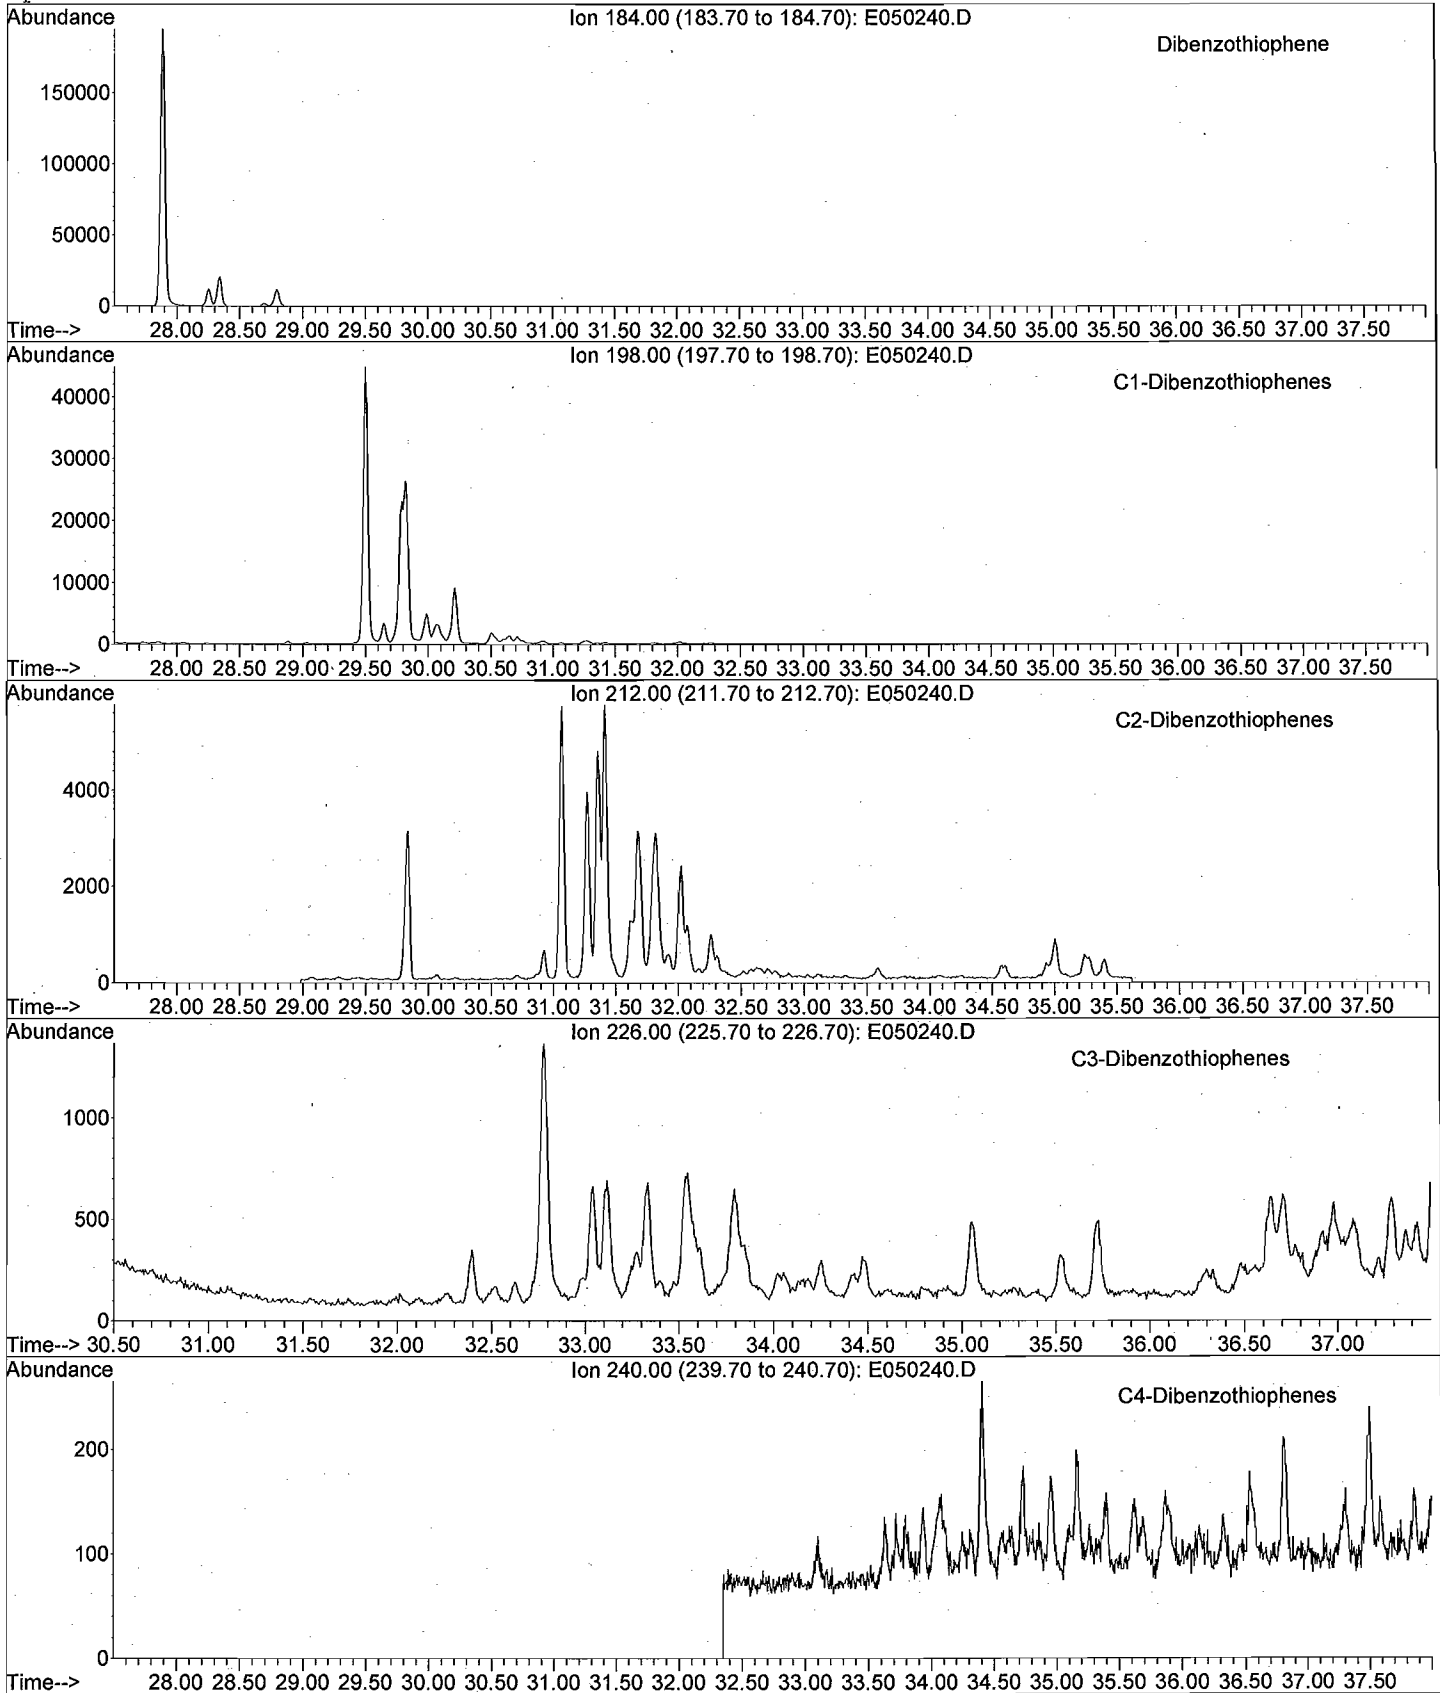 Abundance
Ion 184.00 (183.70 to 184.70): E050240.D
Dibenzothiophene
150000
100000
50000
0
Time--> 28.00 28.50 29.00 29.50 30.00 30.50 31.00 31.50 32.00 32.50 33.00 33.50 34.00 34.50 35.00 35.50 36.00 36.50 37.00 37.50
Abundance
Ion 198.00 (197.70 to 198.70): E050240.D
C1-Dibenzothiophenes
40000
30000
20000
10000
0
Time--> 28.00 28.50 29.00 29.50 30.00 30.50 31.00 31.50 32.00 32.50 33.00 33.50 34.00 34.50 35.00 35.50 36.00 36.50 37.00 37.50
Abundance
Ion 212.00 (211.70 to 212.70): E050240.D
C2-Dibenzothiophenes
4000
2000
0
Time--> 28.00 28.50 29.00 29.50 30.00 30.50 31.00 31.50 32.00 32.50 33.00 33.50 34.00 34.50 35.00 35.50 36.00 36.50 37.00 37.50
Abundance
Ion 226.00 (225.70 to 226.70): E050240.D
C3-Dibenzothiophenes
1000
500
0
Time--> 30.50 31.00 31.50 32.00 32.50 33.00 33.50 34.00 34.50 35.00 35.50 36.00 36.50 37.00
Abundance
Ion 240.00 (239.70 to 240.70): E050240.D
C4-Dibenzothiophenes
200
100
0
Time--> 28.00 28.50 29.00 29.50 30.00 30.50 31.00 31.50 32.00 32.50 33.00 33.50 34.00 34.50 35.00 35.50 36.00 36.50 37.00 37.50